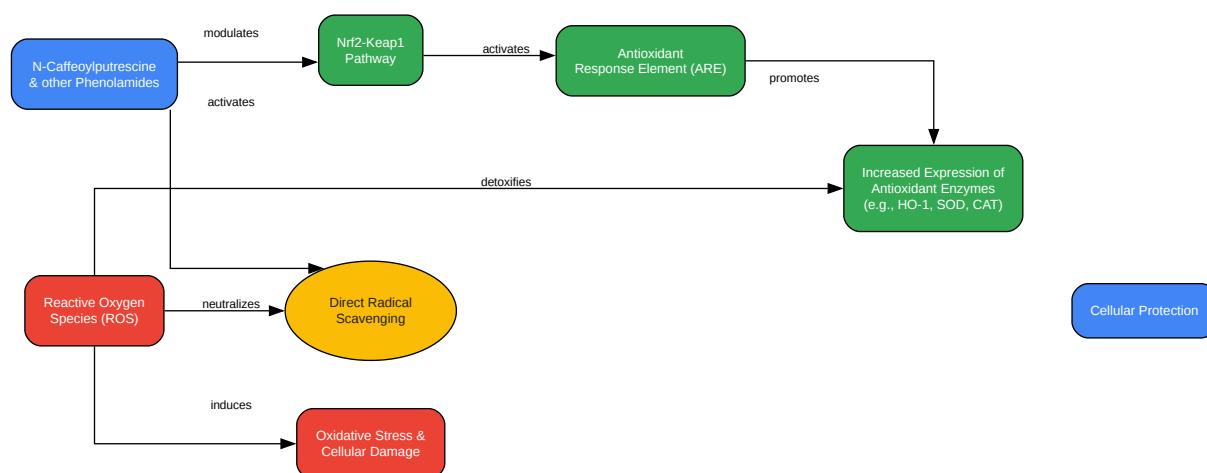 modulates
Nrf2-Keap1
Pathway
activates
Antioxidant
Response Element (ARE)
N-Caffeoylputrescine
& other Phenolamides
promotes
activates
Increased Expression of
Antioxidant Enzymes
(e.g., HO-1, SOD, CAT)
detoxifies
Reactive Oxygen
Species (ROS)
neutralizes
Direct Radical
Scavenging
Cellular Protection
induces
Oxidative Stress &
Cellular Damage